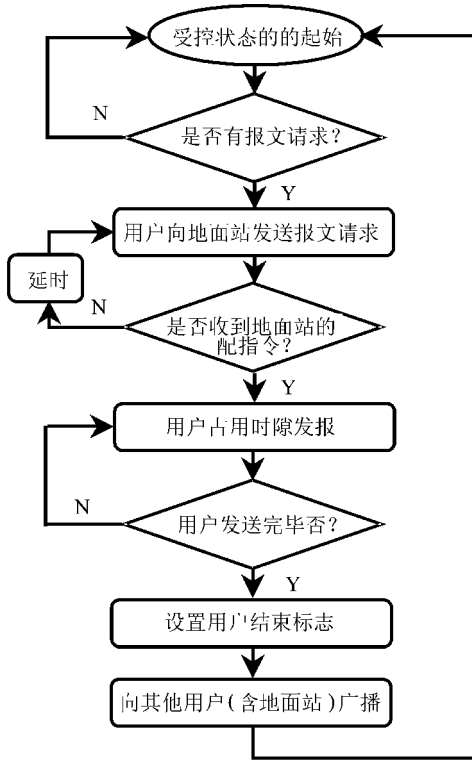 受控状态的的起始
N
是否有报文请求?
Y
用户向地面站发送报文请求
延时
N
是否收到地面站的
配指令?
Y
用户占用时隙发报
N
用户发送完毕否?
Y
设置用户结束标志
向其他用户(含地面站)广播